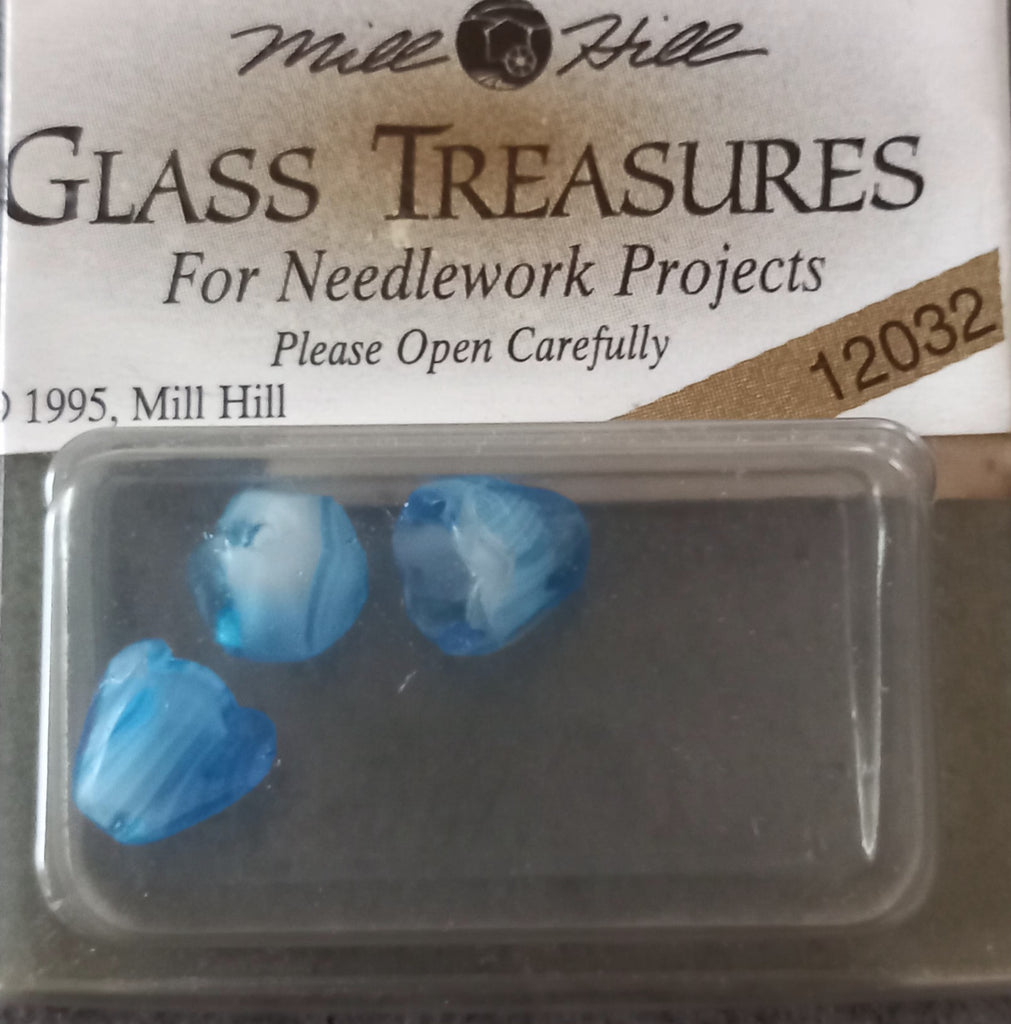 Mill Hill
GLASS TREASURES
For Needlework Projects
Please Open Carefully
12032
) 1995, Mill Hill